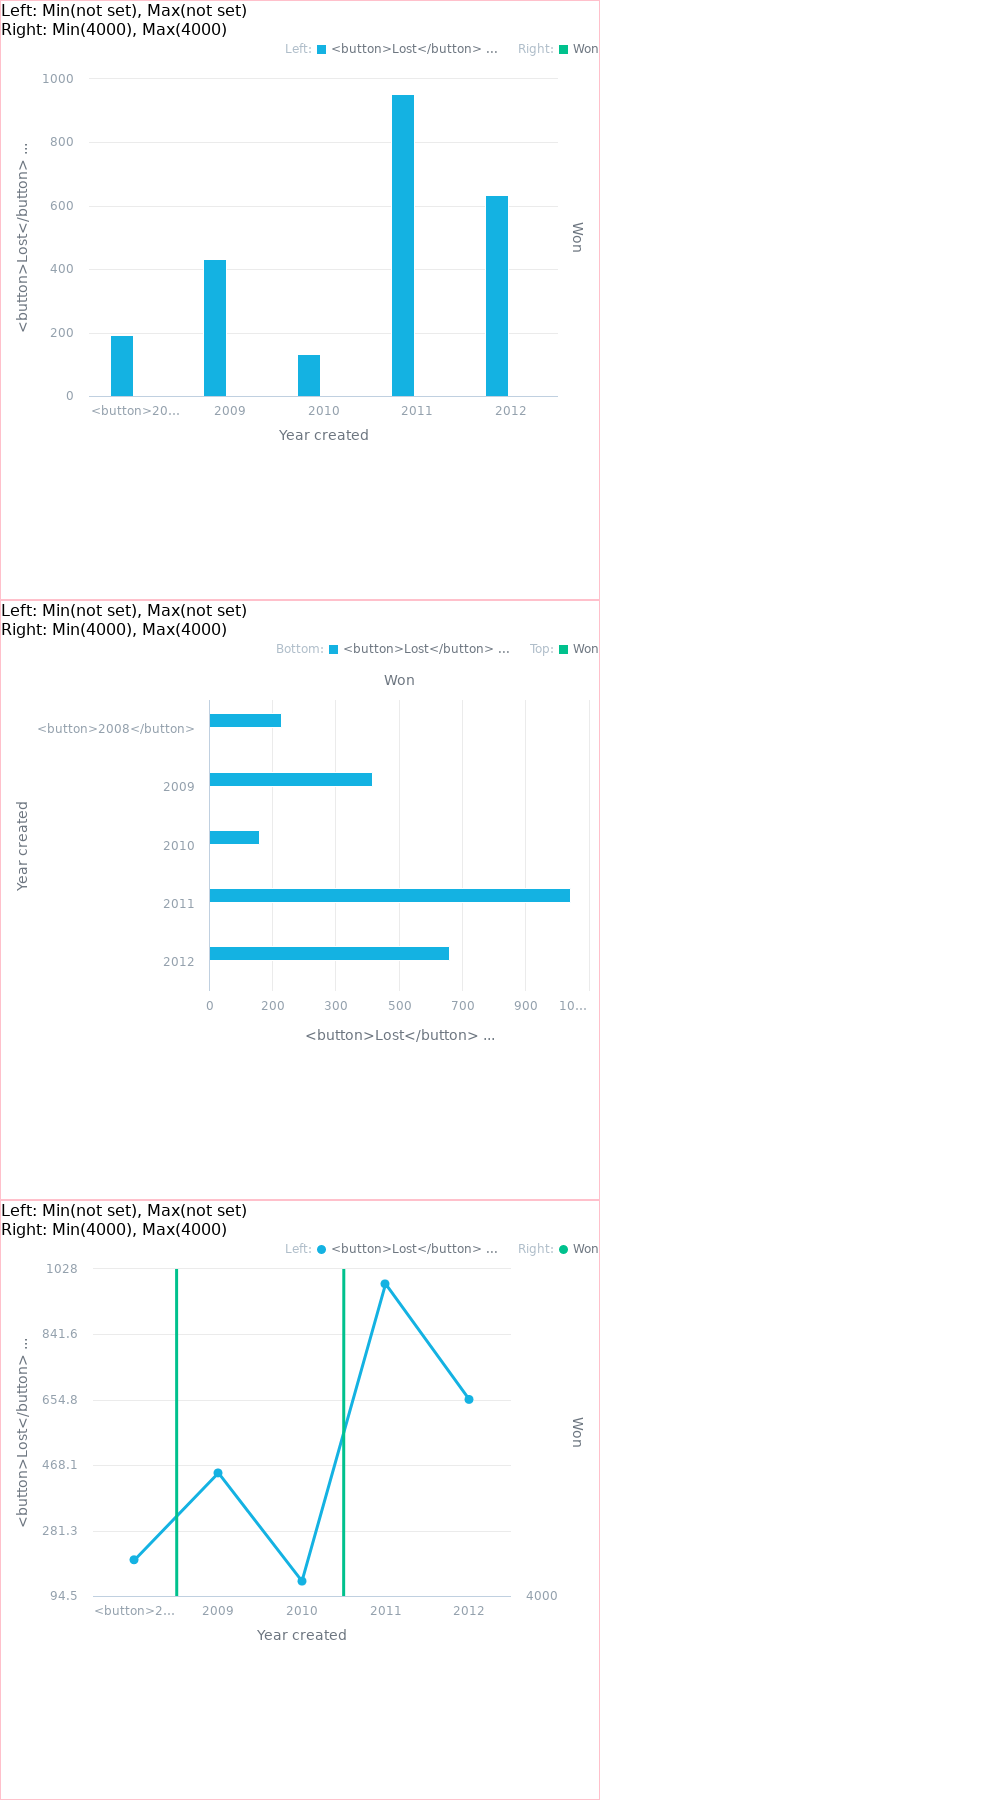 Left: Min(not set), Max(not set)
Right: Min(4000), Max(4000)
Left: <button>Lost</button> ... Right: Won
1000
800
600
400
200
0
<button>Lost</button> ...
Won
<button>20... 2009 2010 2011 2012
Year created
Left: Min(not set), Max(not set)
Right: Min(4000), Max(4000)
Bottom: <button>Lost</button> ... Top: Won
Won
<button>2008</button>
2009
2010
2011
2012
Year created
0 200 300 500 700 900 10...
<button>Lost</button> ...
Left: Min(not set), Max(not set)
Right: Min(4000), Max(4000)
Left: <button>Lost</button> ... Right: Won
1028
841.6
654.8
468.1
281.3
94.5
<button>Lost</button> ...
Won
4000
<button>2... 2009 2010 2011 2012
Year created